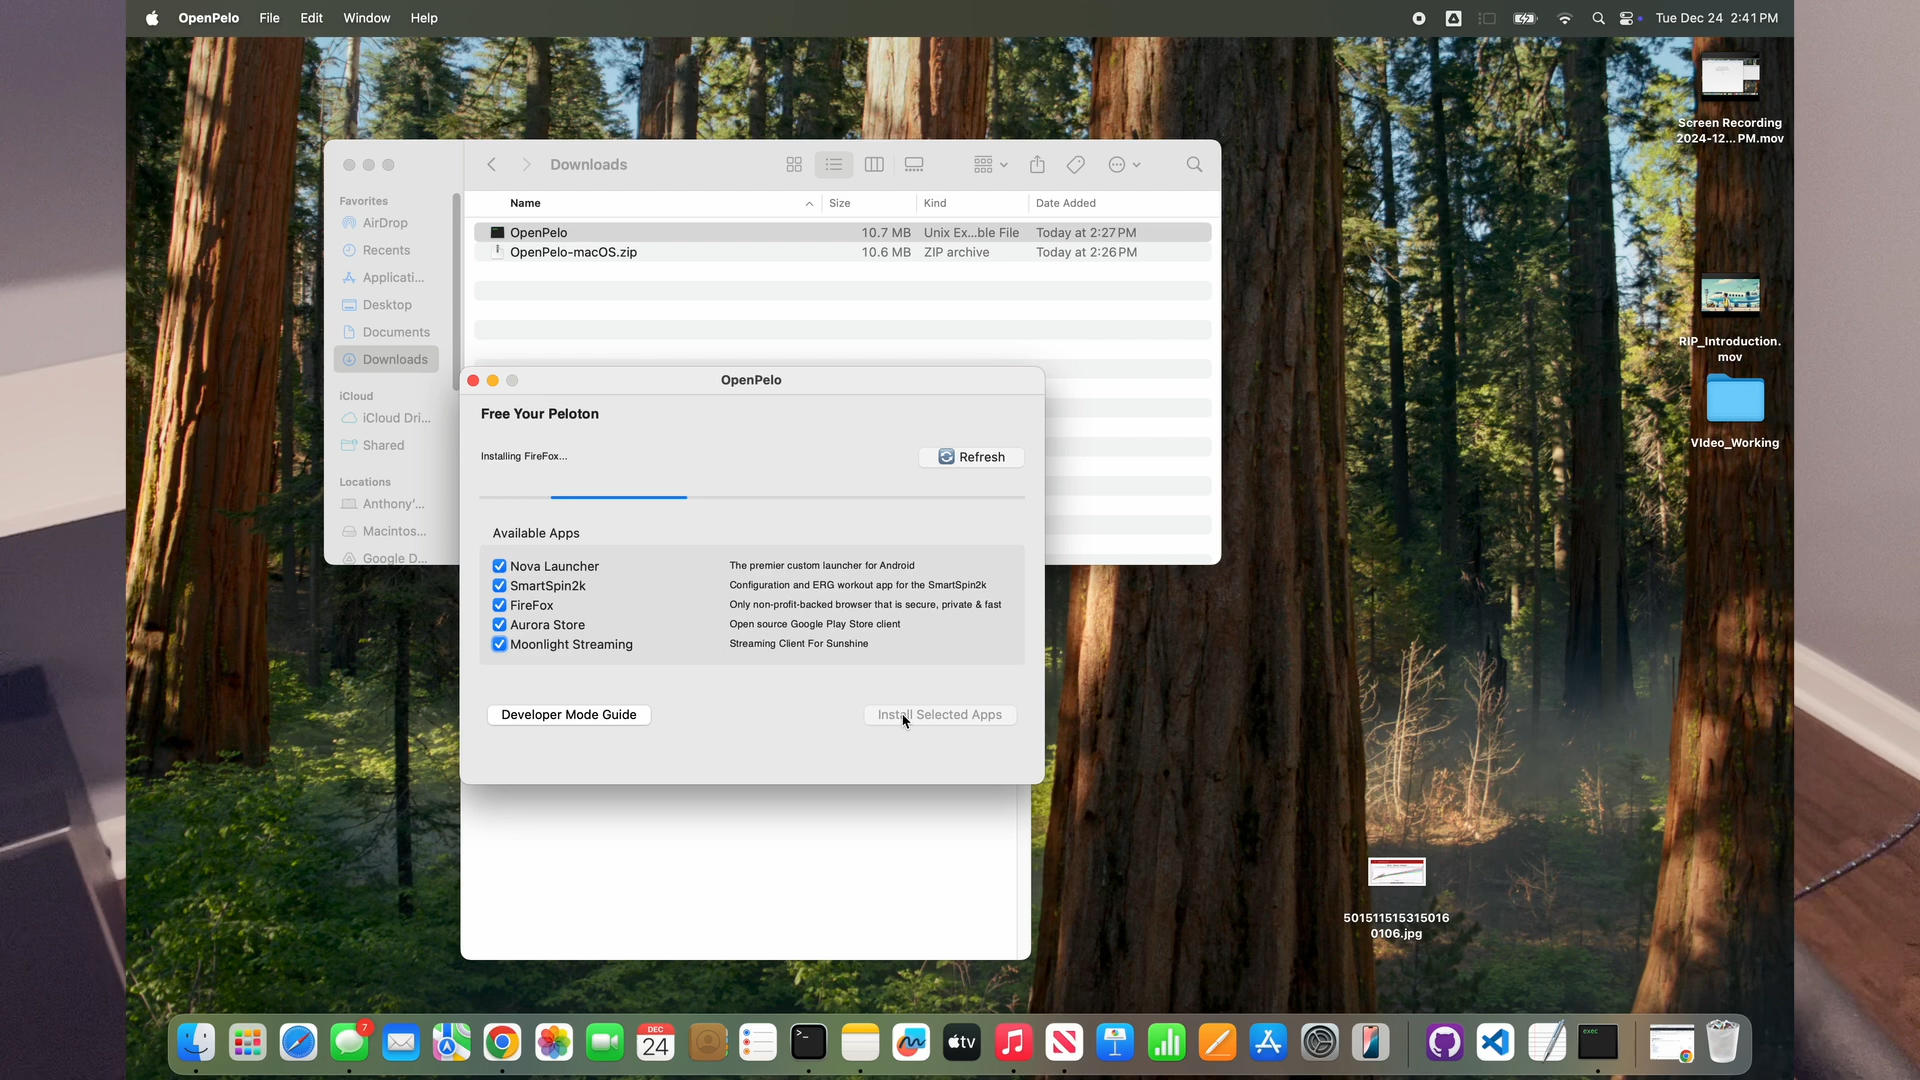 OpenPelo File Edit Window Help
Tue Dec 24 2:41 PM
Screen Recording
2024-12...PM.mov
RIP_Introduction.
mov
VIdeo_Working
501511515315016
0106.jpg
Downloads
Favorites
AirDrop
Recents
Applicati...
Desktop
Documents
Downloads
iCloud
iCloud Dri...
Shared
Locations
Anthony'...
Macintos...
Google D...
Name Size Kind Date Added
OpenPelo 10.7 MB Unix Ex...ble File Today at 2:27 PM
OpenPelo-macOS.zip 10.6 MB ZIP archive Today at 2:26 PM
OpenPelo
Free Your Peloton
Installing FireFox...
Refresh
Available Apps
Nova Launcher The premier custom launcher for Android
SmartSpin2k Configuration and ERG workout app for the SmartSpin2k
FireFox Only non-profit-backed browser that is secure, private & fast
Aurora Store Open source Google Play Store client
Moonlight Streaming Streaming Client For Sunshine
Developer Mode Guide
Install Selected Apps
7
DEC
24
tv
exec